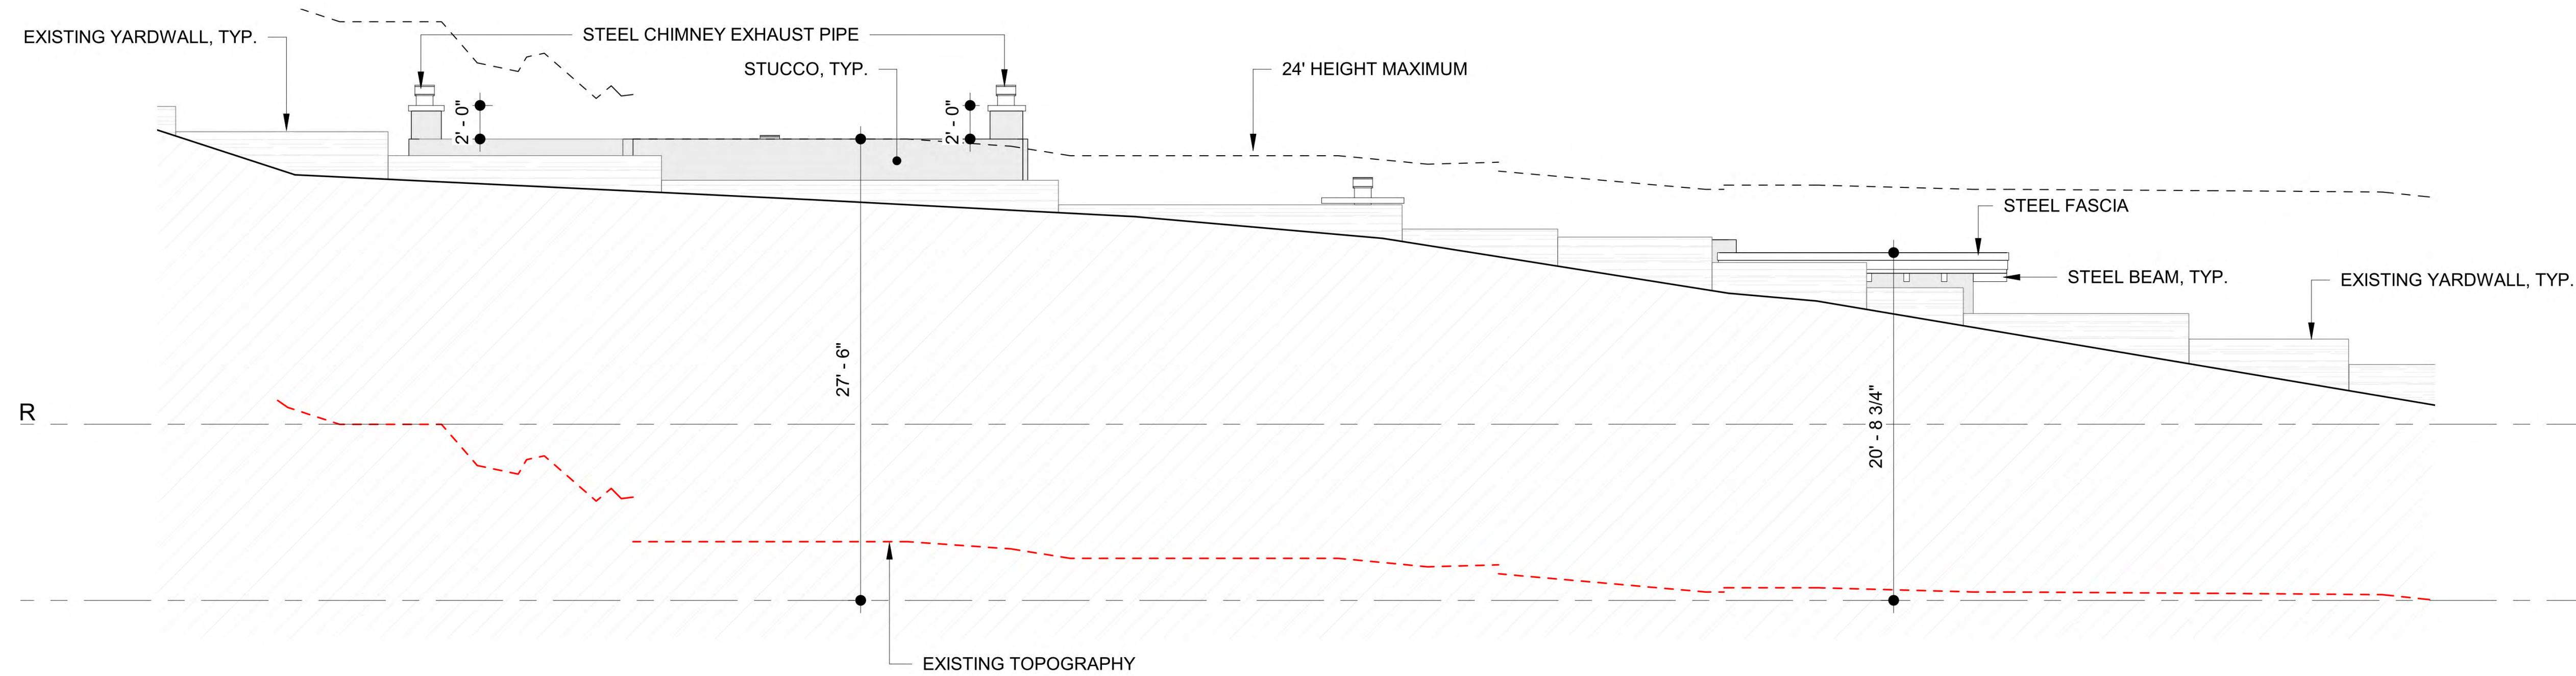 EXISTING YARDWALL, TYP.
STEEL CHIMNEY EXHAUST PIPE
STUCCO, TYP.
24' HEIGHT MAXIMUM
2' - 0"
2' - 0"
STEEL FASCIA
STEEL BEAM, TYP.
EXISTING YARDWALL, TYP.
27' - 6"
20' - 8 3/4"
R
EXISTING TOPOGRAPHY